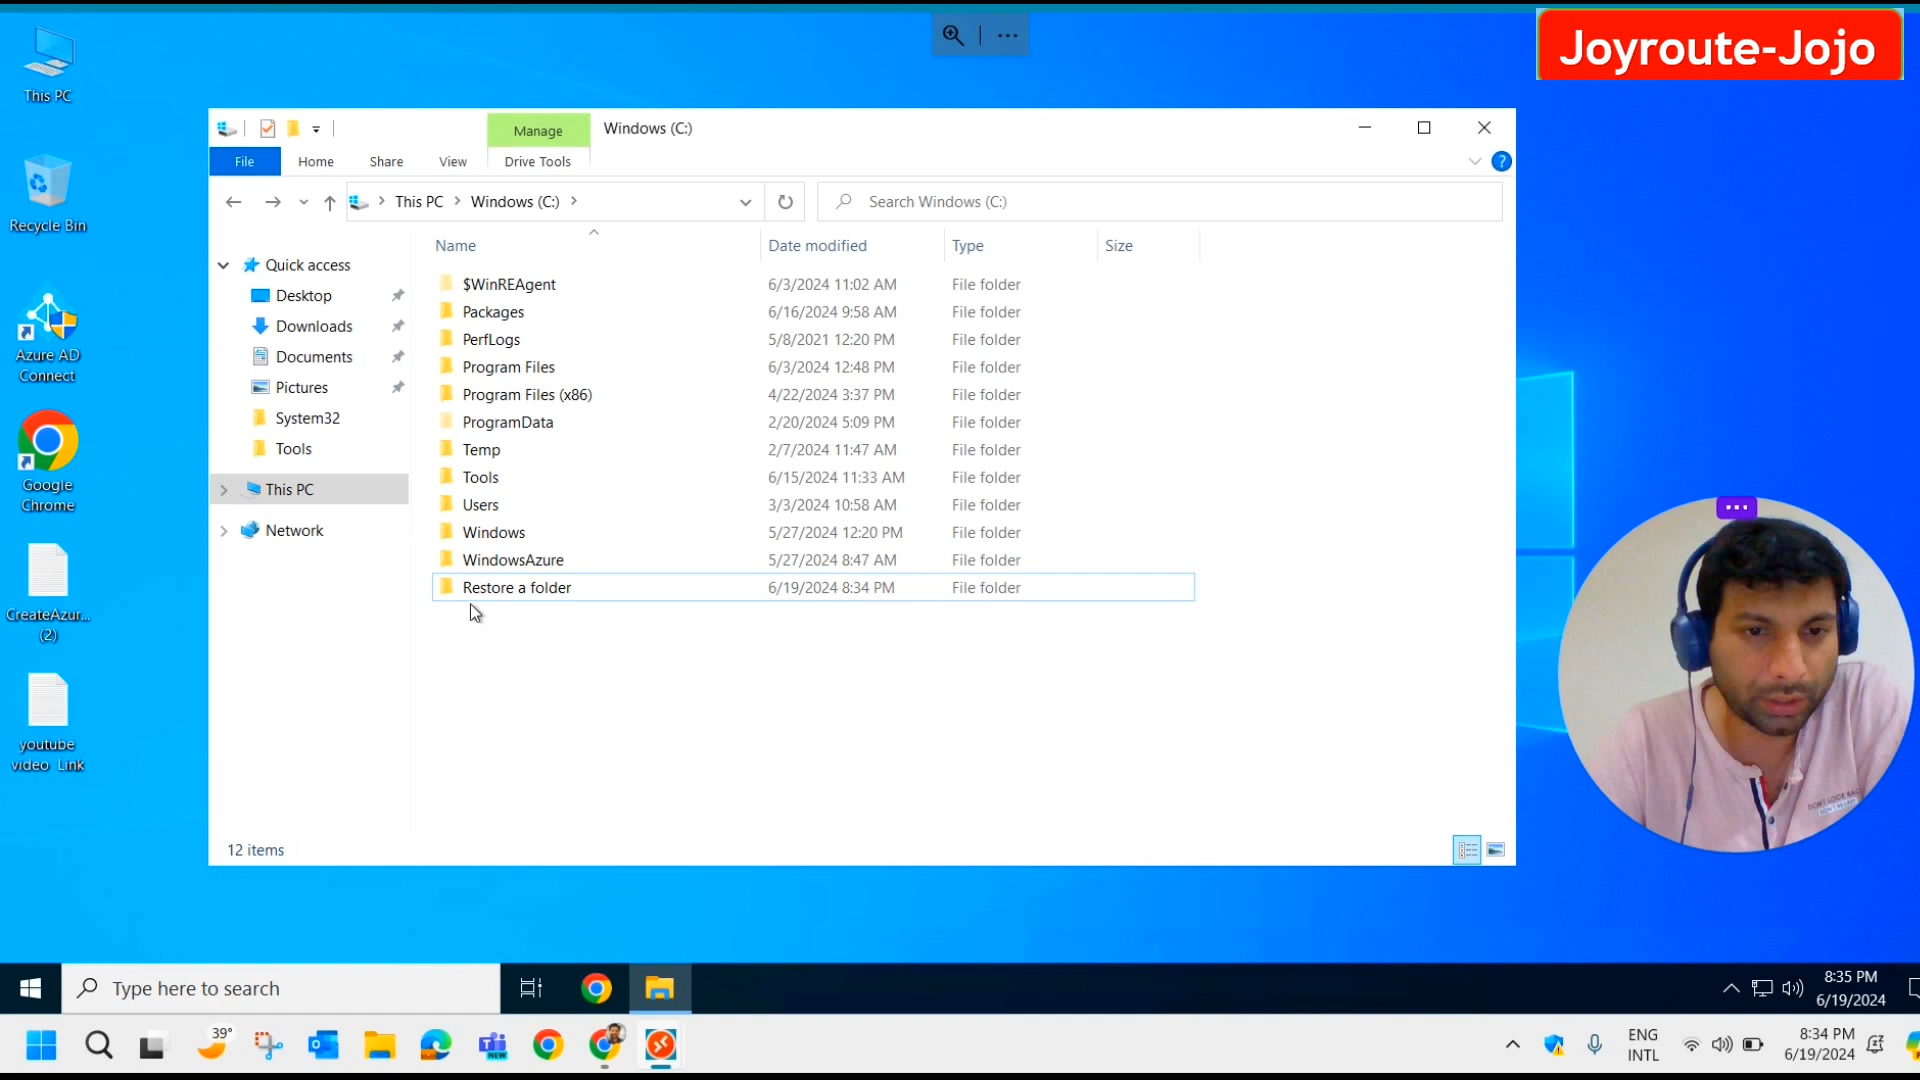 Joyroute-Jojo
This PC
Recycle Bin
Azure AD
Connect
Google
Chrome
CreateAzur...
(2)
youtube
video Link
Manage
Windows (C:)
File
Home
Share
View
Drive Tools
This PC
Windows (C:)
Search Windows (C:)
Quick access
Desktop
Downloads
Documents
Pictures
System32
Tools
This PC
Network
Name Date modified Type Size
$WinREAgent 6/3/2024 11:02 AM File folder
Packages 6/16/2024 9:58 AM File folder
PerfLogs 5/8/2021 12:20 PM File folder
Program Files 6/3/2024 12:48 PM File folder
Program Files (x86) 4/22/2024 3:37 PM File folder
ProgramData 2/20/2024 5:09 PM File folder
Temp 2/7/2024 11:47 AM File folder
Tools 6/15/2024 11:33 AM File folder
Users 3/3/2024 10:58 AM File folder
Windows 5/27/2024 12:20 PM File folder
WindowsAzure 5/27/2024 8:47 AM File folder
Restore a folder 6/19/2024 8:34 PM File folder
12 items
Type here to search
8:35 PM
6/19/2024
39°
NEW
ENG
INTL
8:34 PM
6/19/2024